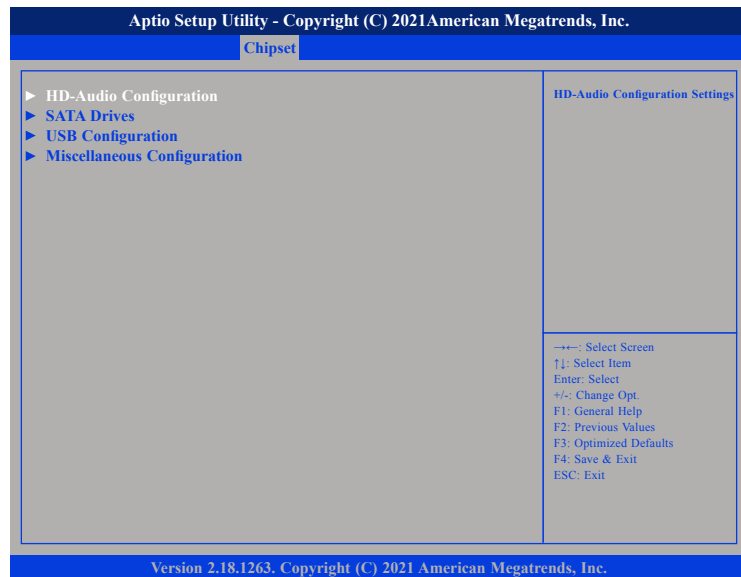 Aptio Setup Utility - Copyright (C) 2021American Megatrends, Inc.
Chipset
► HD-Audio Configuration
► SATA Drives
► USB Configuration
► Miscellaneous Configuration
HD-Audio Configuration Settings
→←: Select Screen
↑↓: Select Item
Enter: Select
+/-: Change Opt.
F1: General Help
F2: Previous Values
F3: Optimized Defaults
F4: Save & Exit
ESC: Exit
Version 2.18.1263. Copyright (C) 2021 American Megatrends, Inc.